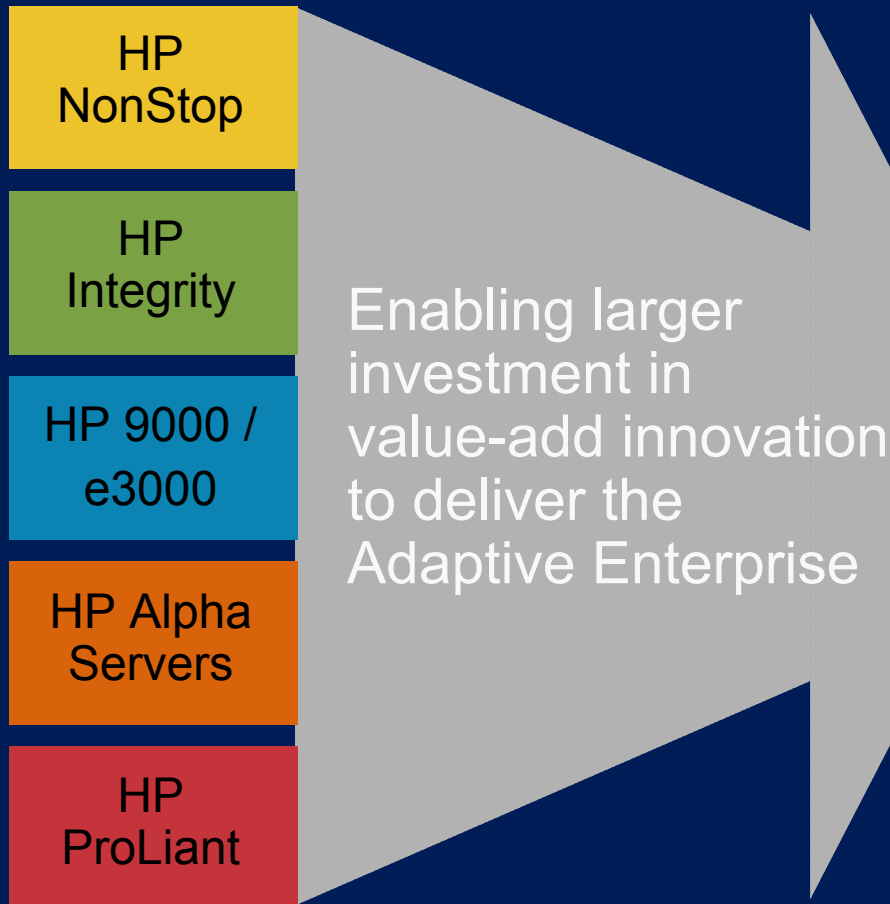 HP
NonStop
HP
Integrity
HP 9000 /
e3000
HP Alpha
Servers
HP
ProLiant
Enabling larger
investment in
value-add innovation
to deliver the
Adaptive Enterprise